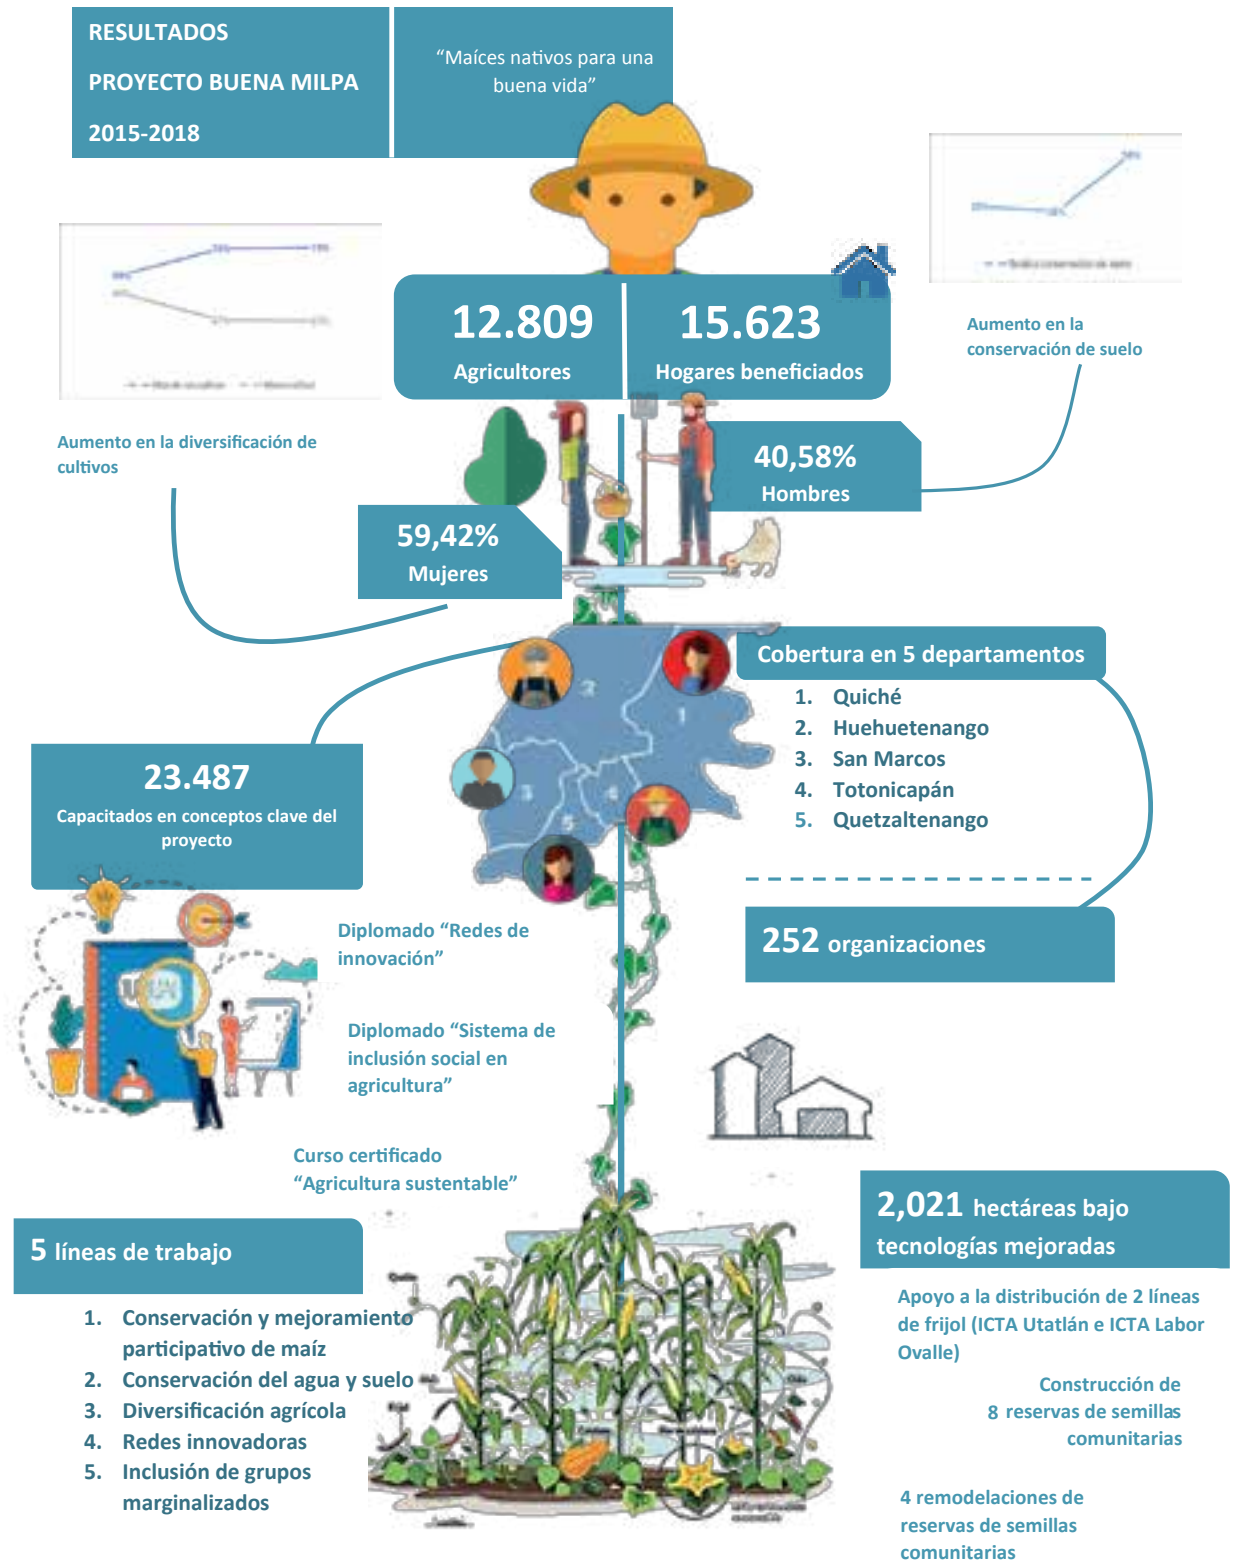 RESULTADOS
PROYECTO BUENA MILPA
2015-2018
“Maíces nativos para una
buena vida”
12.809
Agricultores
15.623
Hogares beneficiados
Aumento en la
conservación de suelo
Aumento en la diversificación de
cultivos
40,58%
Hombres
59,42%
Mujeres
Cobertura en 5 departamentos
1. Quiché
2. Huehuetenango
3. San Marcos
4. Totonicapán
5. Quetzaltenango
23.487
Capacitados en conceptos clave del
proyecto
252 organizaciones
Diplomado “Redes de
innovación”
Diplomado “Sistema de
inclusión social en
agricultura”
Curso certificado
“Agricultura sustentable”
5 líneas de trabajo
1. Conservación y mejoramiento
participativo de maíz
2. Conservación del agua y suelo
3. Diversificación agrícola
4. Redes innovadoras
5. Inclusión de grupos
marginalizados
2,021 hectáreas bajo
tecnologías mejoradas
Apoyo a la distribución de 2 líneas
de frijol (ICTA Utatlán e ICTA Labor
Ovalle)
Construcción de
8 reservas de semillas
comunitarias
4 remodelaciones de
reservas de semillas
comunitarias